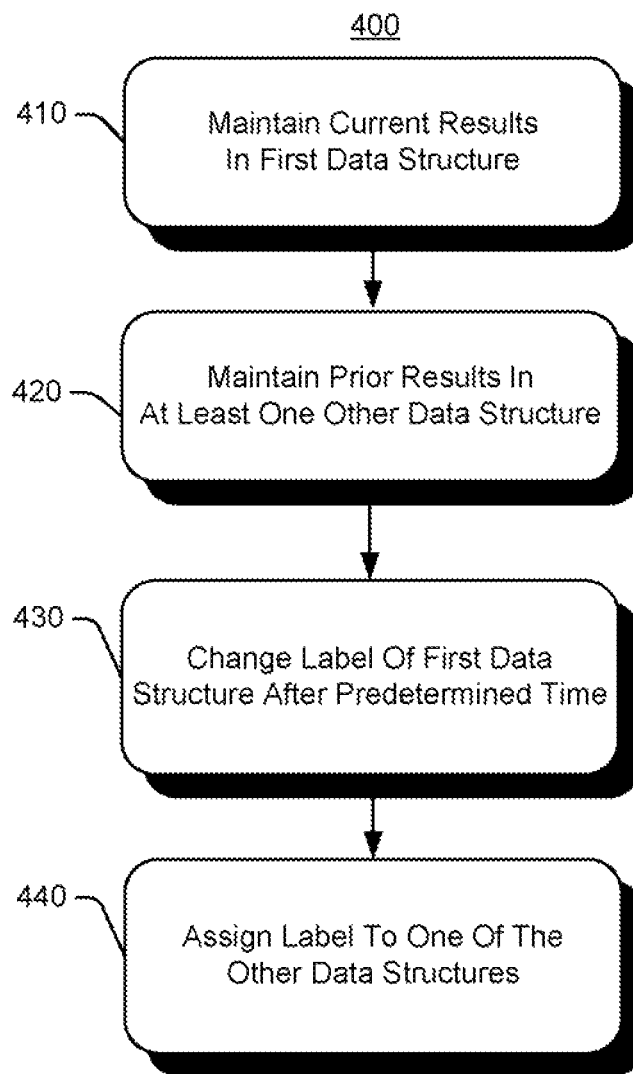 400
410
Maintain Current Results
In First Data Structure
420
Maintain Prior Results In
At Least One Other Data Structure
430
Change Label Of First Data
Structure After Predetermined Time
440
Assign Label To One Of The
Other Data Structures